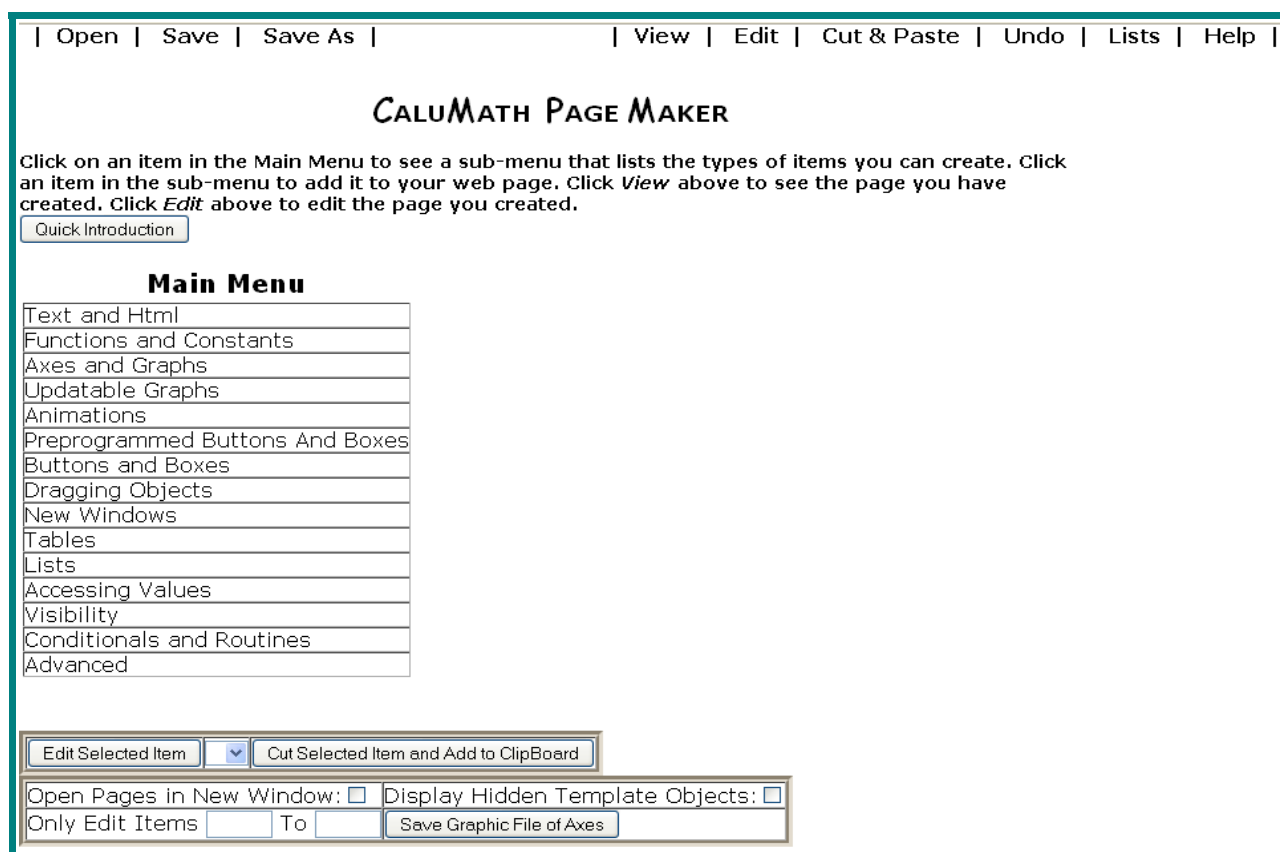 | Open | Save | Save As | | View | Edit | Cut & Paste | Undo | Lists | Help |
CaluMath Page Maker
Click on an item in the Main Menu to see a sub-menu that lists the types of items you can create. Click
an item in the sub-menu to add it to your web page. Click View above to see the page you have
created. Click Edit above to edit the page you created.
Quick Introduction
Main Menu
Text and Html
Functions and Constants
Axes and Graphs
Updatable Graphs
Animations
Preprogrammed Buttons And Boxes
Buttons and Boxes
Dragging Objects
New Windows
Tables
Lists
Accessing Values
Visibility
Conditionals and Routines
Advanced
Edit Selected Item Cut Selected Item and Add to ClipBoard
Open Pages in New Window: Display Hidden Template Objects:
Only Edit Items To Save Graphic File of Axes